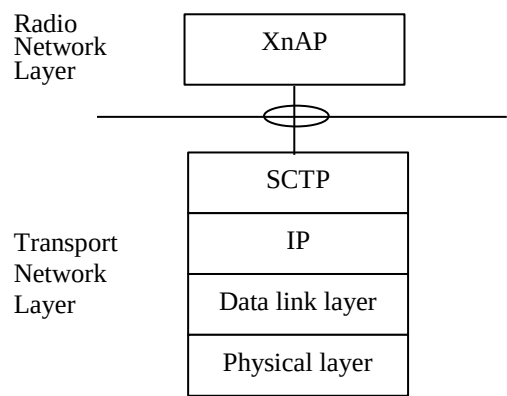 Radio
Network
Layer
XnAP
SCTP
IP
Transport
Network
Layer
Data link layer
Physical layer